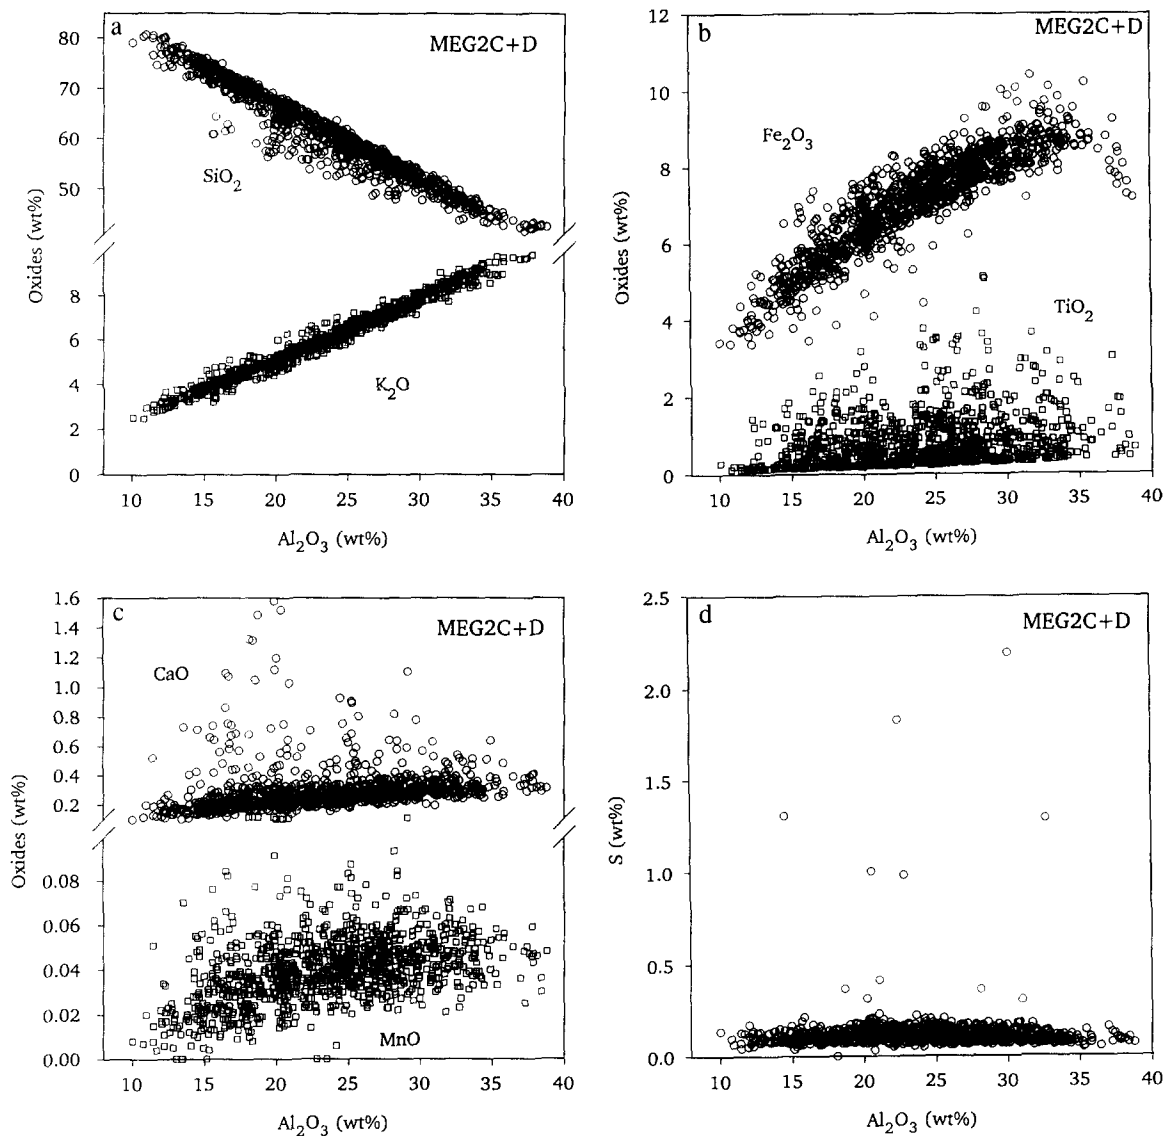 a
MEG2C+D
80
70
60
50
8
6
4
2
0
Oxides (wt%)
SiO2
K2O
10 15 20 25 30 35 40
Al2O3 (wt%)
b
MEG2C+D
12
10
8
6
4
2
0
Oxides (wt%)
Fe2O3
TiO2
10 15 20 25 30 35 40
Al2O3 (wt%)
c
MEG2C+D
1.6
1.4
1.2
1.0
0.8
0.6
0.4
0.2
0.08
0.06
0.04
0.02
0.00
Oxides (wt%)
CaO
MnO
10 15 20 25 30 35 40
Al2O3 (wt%)
d
MEG2C+D
2.5
2.0
1.5
1.0
0.5
0.0
S (wt%)
10 15 20 25 30 35 40
Al2O3 (wt%)